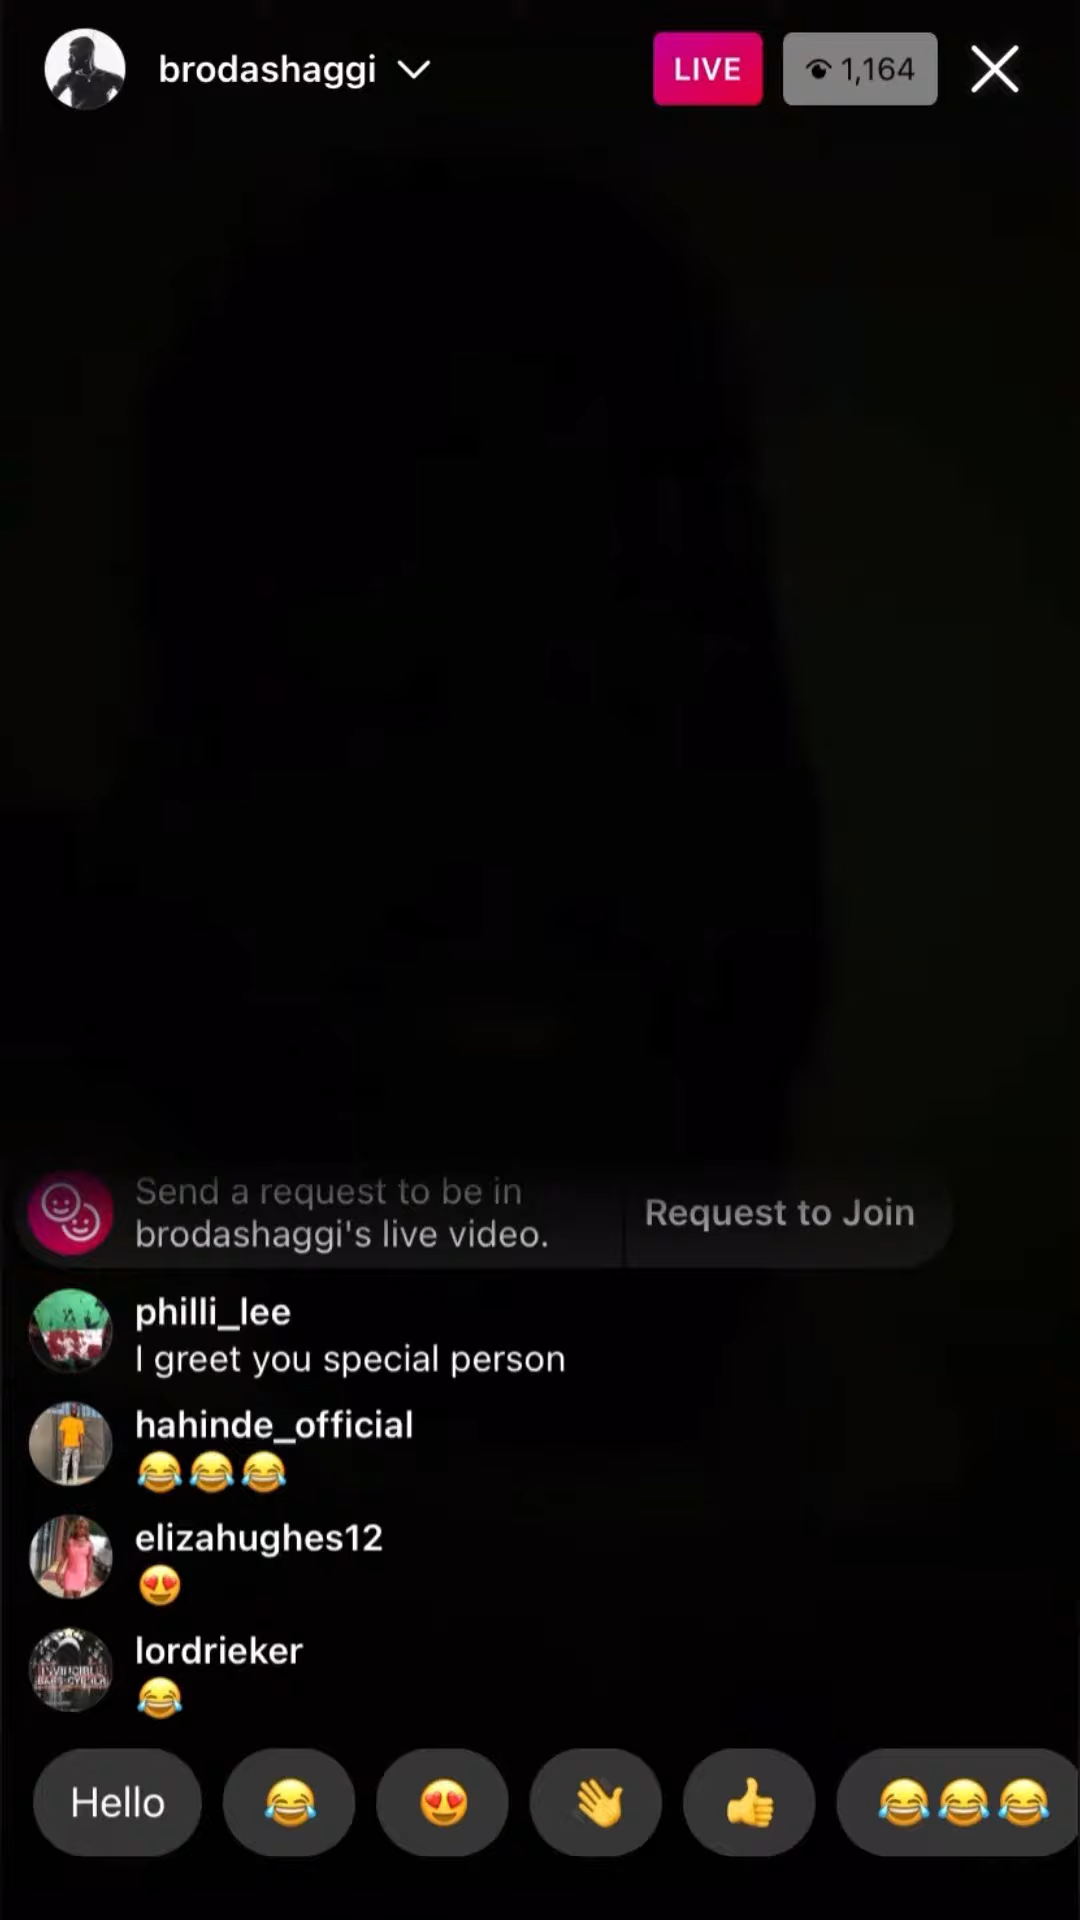 brodashaggi
LIVE
1,164
Send a request to be in
brodashaggi's live video.
Request to Join
philli_lee
I greet you special person
hahinde_official
😂😂😂
elizahughes12
😍
lordrieker
😂
Hello
😂
😍
👋
👍
😂😂😂